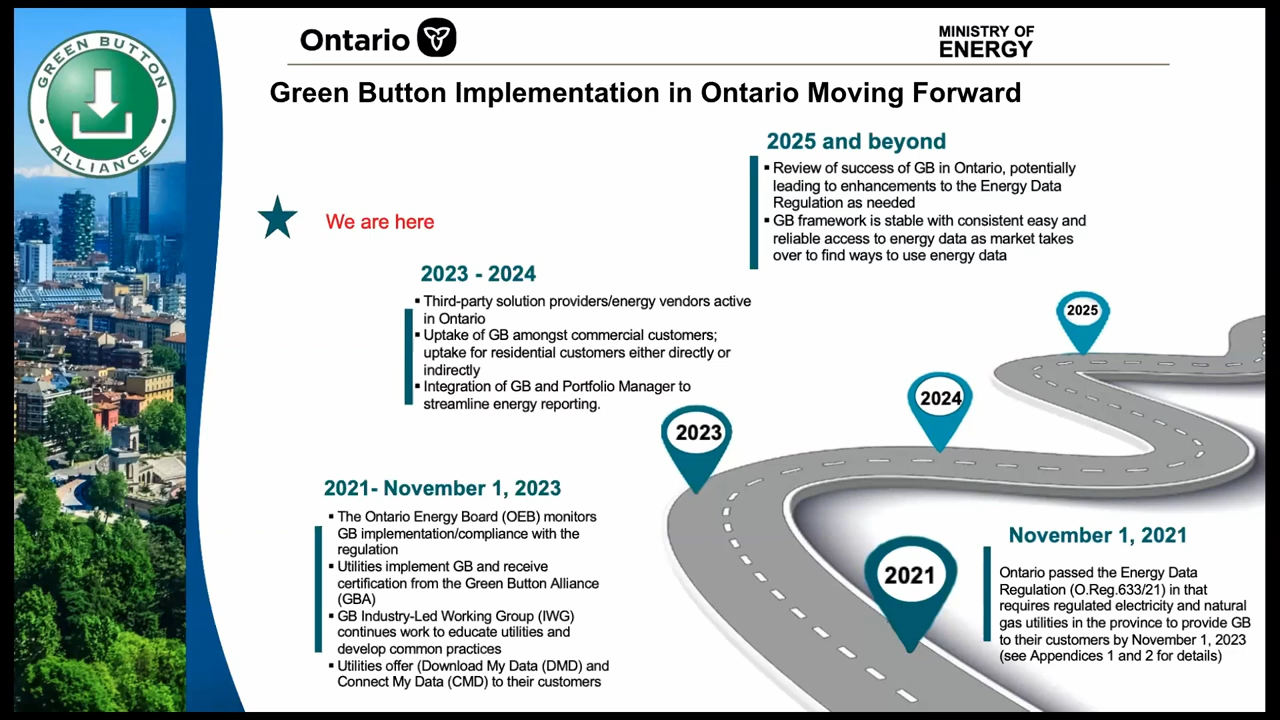 GREEN BUTTON
ALLIANCE
Ontario
MINISTRY OF
ENERGY
Green Button Implementation in Ontario Moving Forward
2025 and beyond
▪ Review of success of GB in Ontario, potentially
leading to enhancements to the Energy Data
Regulation as needed
▪ GB framework is stable with consistent easy and
reliable access to energy data as market takes
over to find ways to use energy data
We are here
2023 - 2024
▪ Third-party solution providers/energy vendors active
in Ontario
▪ Uptake of GB amongst commercial customers;
uptake for residential customers either directly or
indirectly
▪ Integration of GB and Portfolio Manager to
streamline energy reporting.
2025
2024
2023
2021- November 1, 2023
▪ The Ontario Energy Board (OEB) monitors
GB implementation/compliance with the
regulation
▪ Utilities implement GB and receive
certification from the Green Button Alliance
(GBA)
▪ GB Industry-Led Working Group (IWG)
continues work to educate utilities and
develop common practices
▪ Utilities offer (Download My Data (DMD) and
Connect My Data (CMD) to their customers
2021
November 1, 2021
Ontario passed the Energy Data
Regulation (O.Reg.633/21) in that
requires regulated electricity and natural
gas utilities in the province to provide GB
to their customers by November 1, 2023
(see Appendices 1 and 2 for details)